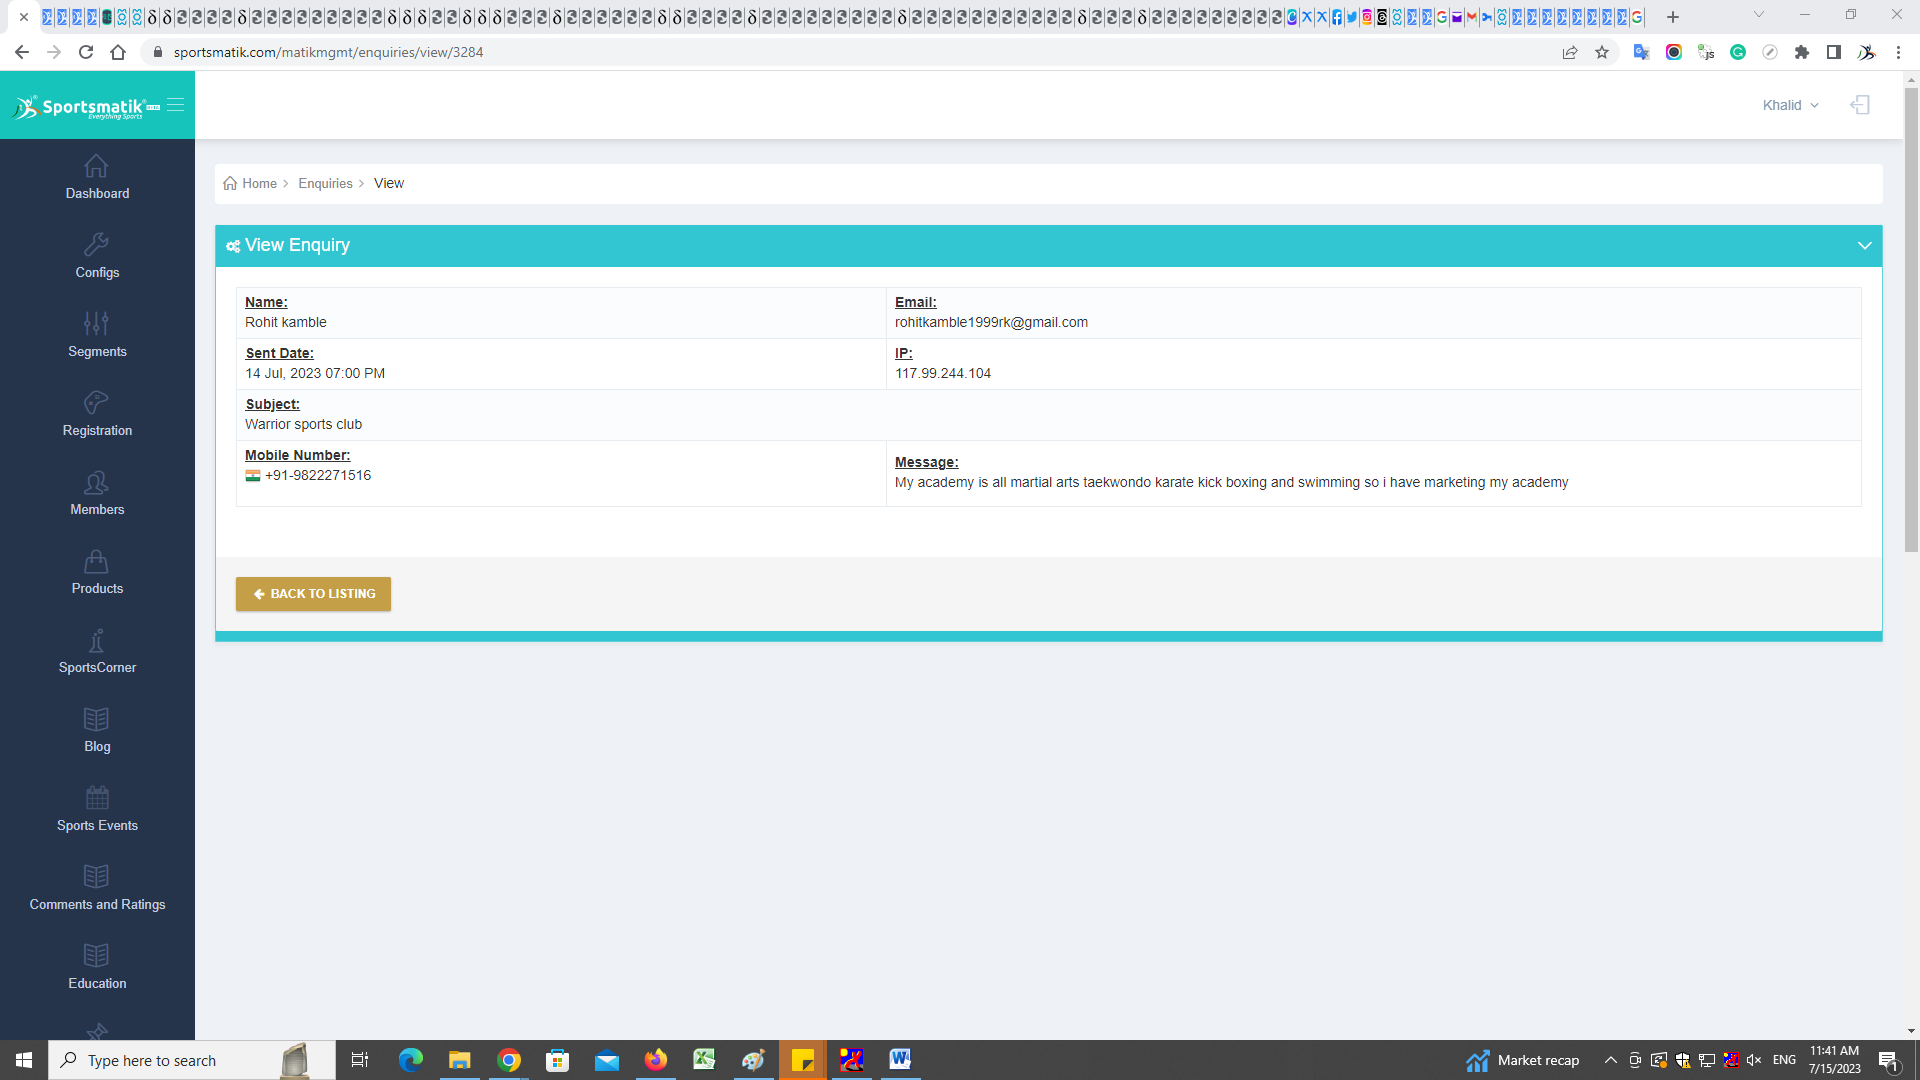 sportsmatik.com/matikmgmt/enquiries/view/3284
Sportsmatik
Everything Sports
Khalid
Dashboard
Configs
Segments
Registration
Members
Products
SportsCorner
Blog
Sports Events
Comments and Ratings
Education
Home > Enquiries > View
View Enquiry
Name:
Rohit kamble
Email:
rohitkamble1999rk@gmail.com
Sent Date:
14 Jul, 2023 07:00 PM
IP:
117.99.244.104
Subject:
Warrior sports club
Mobile Number:
+91-9822271516
Message:
My academy is all martial arts taekwondo karate kick boxing and swimming so i have marketing my academy
BACK TO LISTING
Type here to search
Market recap
ENG
11:41 AM
7/15/2023
1